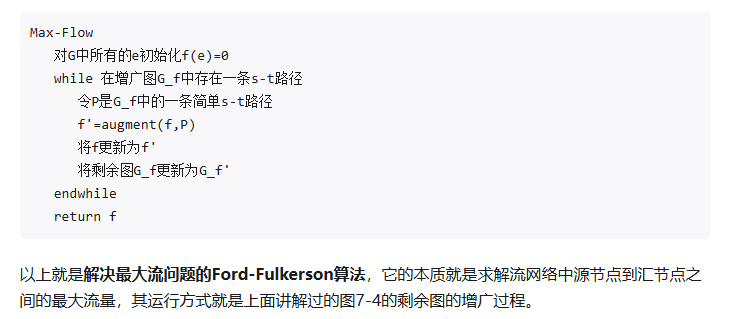 Max-Flow
对G中所有的e初始化f(e)=0
while 在增广图G_f中存在一条s-t路径
令P是G_f中的一条简单s-t路径
f'=augment(f,P)
将f更新为f'
将剩余图G_f更新为G_f'
endwhile
return f
以上就是解决最大流问题的Ford-Fulkerson算法，它的本质就是求解流网络中源节点到汇节点之
间的最大流量，其运行方式就是上面讲解过的图7-4的剩余图的增广过程。